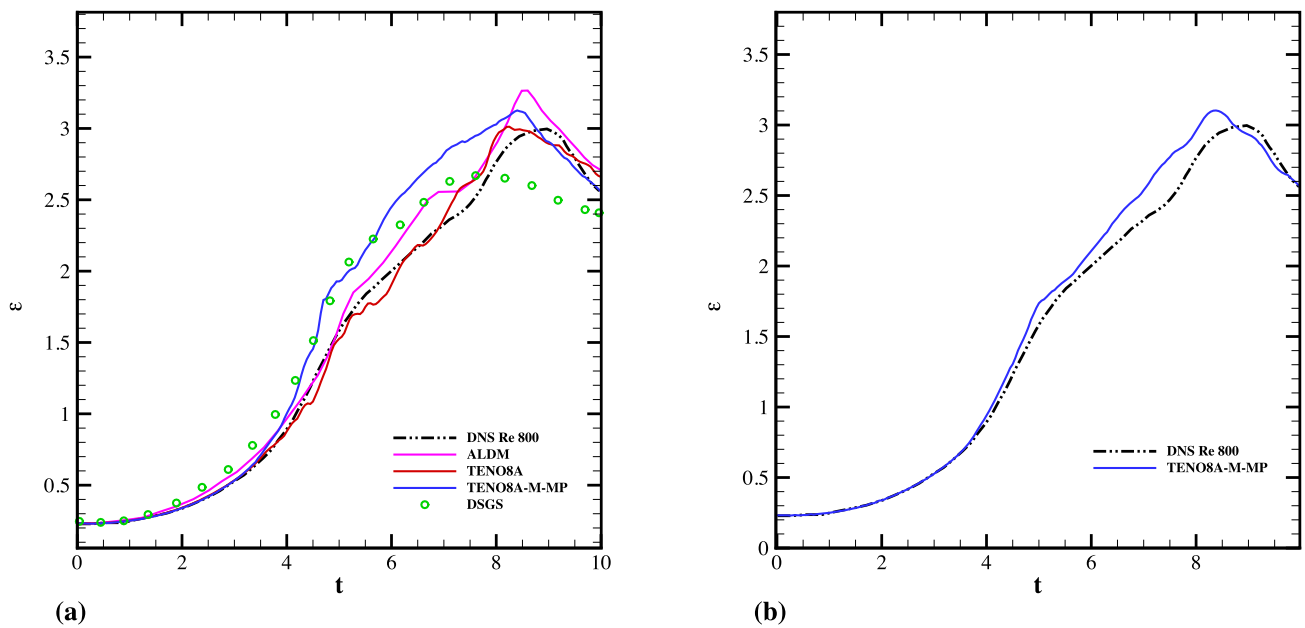 3.5
3
2.5
2
1.5
1
0.5
ε
0 2 4 6 8 10
t
DNS Re 800
ALDM
TENO8A
TENO8A-M-MP
DSGS
(a)
3.5
3
2.5
2
1.5
1
0.5
0
ε
0 2 4 6 8
t
DNS Re 800
TENO8A-M-MP
(b)